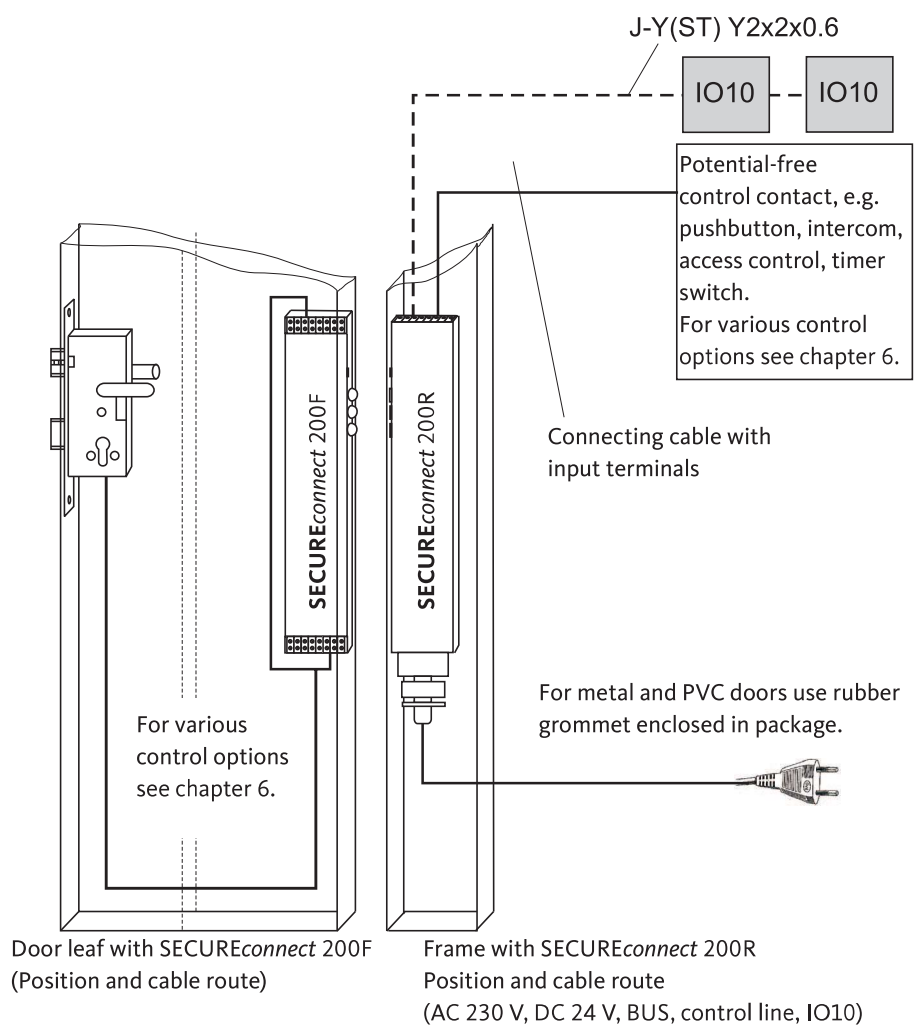 J-Y(ST) Y2x2x0.6
IO10
IO10
Potential-free
control contact, e.g.
pushbutton, intercom,
access control, timer
switch.
For various control
options see chapter 6.
SECUREconnect 200F
SECUREconnect 200R
Connecting cable with
input terminals
For metal and PVC doors use rubber
grommet enclosed in package.
For various
control options
see chapter 6.
Door leaf with SECUREconnect 200F
(Position and cable route)
Frame with SECUREconnect 200R
Position and cable route
(AC 230 V, DC 24 V, BUS, control line, IO10)